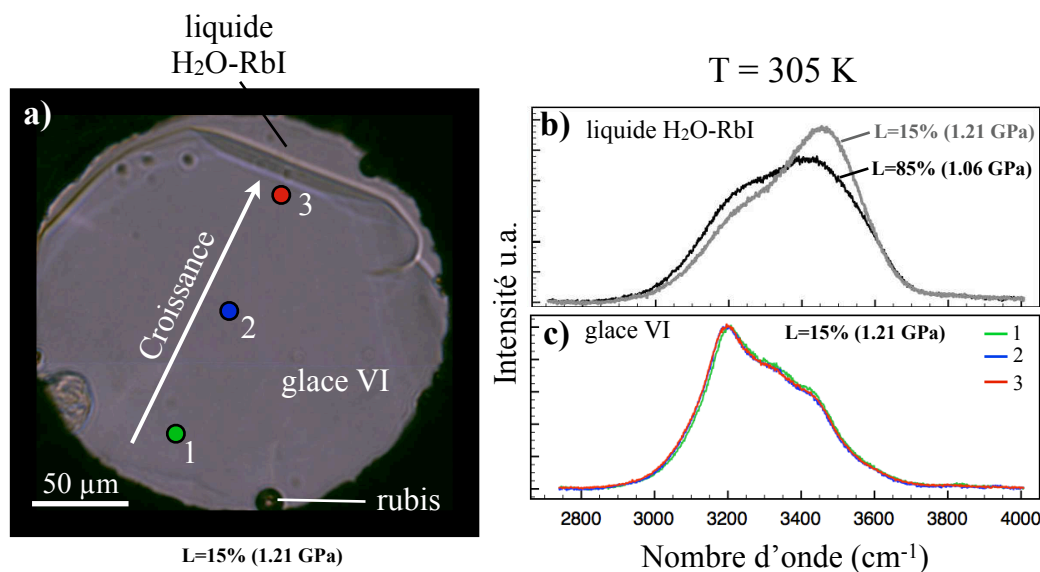 liquide
H₂O-RbI
a)
3
Croissance
2
glace VI
1
50 µm
rubis
L=15% (1.21 GPa)
T = 305 K
b)
liquide H₂O-RbI
L=15% (1.21 GPa)
L=85% (1.06 GPa)
Intensité u.a.
c)
glace VI
L=15% (1.21 GPa)
1
2
3
2800 3000 3200 3400 3600 3800 4000
Nombre d’onde (cm⁻¹)